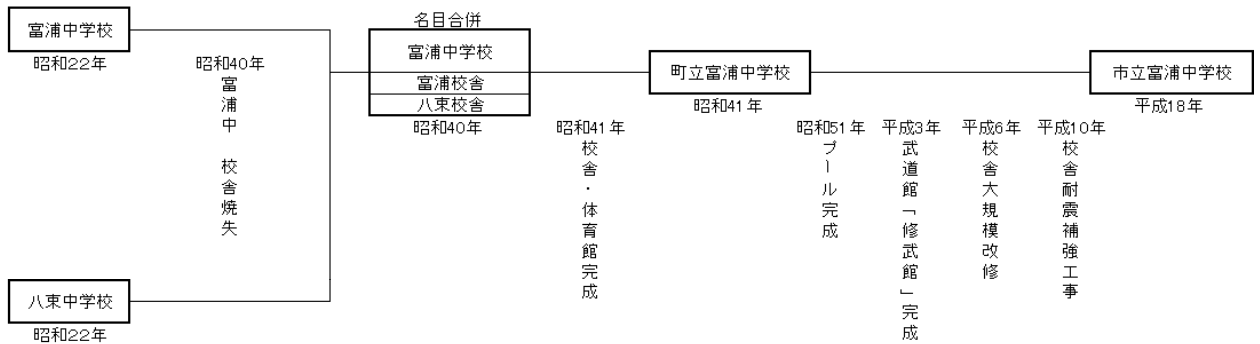 富浦中学校
昭和22年
昭和40年
富浦中 校舎焼失
八束中学校
昭和22年
名目合併
富浦中学校
富浦校舎
八束校舎
昭和40年
昭和41年
校舎・体育館完成
町立富浦中学校
昭和41年
昭和51年
プール完成
平成3年
武道館「修武館」完成
平成6年
校舎大規模改修
平成10年
校舎耐震補強工事
市立富浦中学校
平成18年